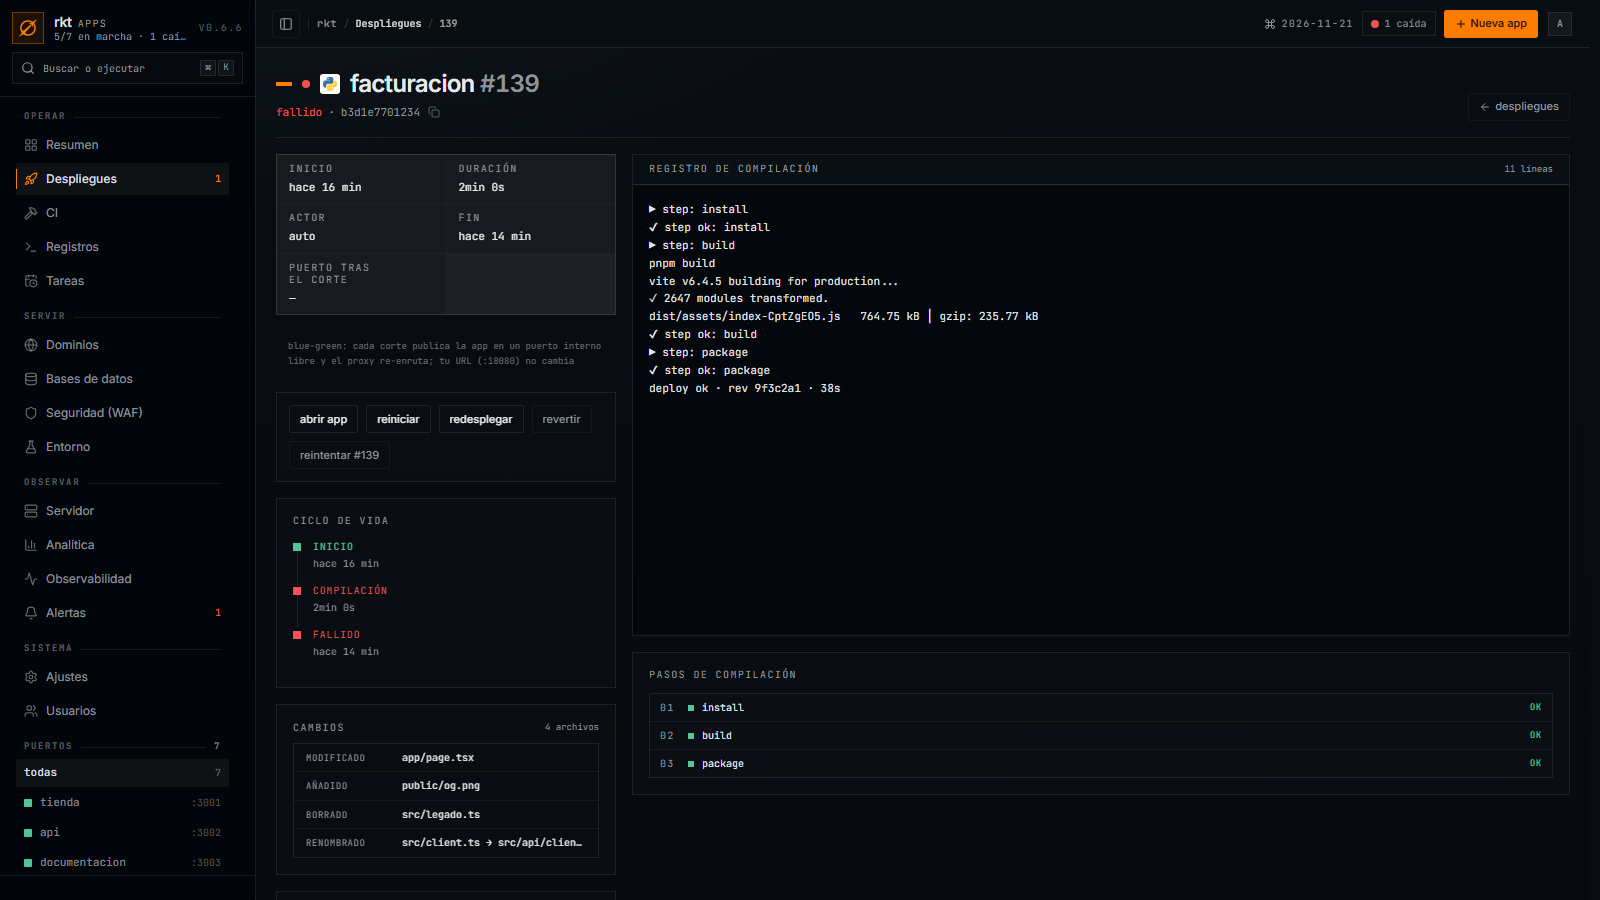 rkt APPS
5/7 en marcha · 1 caí…
v0.6.6
Buscar o ejecutar
⌘ K
OPERAR
Resumen
Despliegues 1
CI
Registros
Tareas
SERVIR
Dominios
Bases de datos
Seguridad (WAF)
Entorno
OBSERVAR
Servidor
Analítica
Observabilidad
Alertas 1
SISTEMA
Ajustes
Usuarios
PUERTOS 7
todas 7
tienda :3001
api :3002
documentacion :3003
rkt / Despliegues / 139
⌘ 2026-11-21
1 caída
+ Nueva app
A
facturacion #139
fallido · b3d1e7701234
← despliegues
INICIO
hace 16 min
DURACIÓN
2min 0s
ACTOR
auto
FIN
hace 14 min
PUERTO TRAS
EL CORTE
—
blue-green: cada corte publica la app en un puerto interno
libre y el proxy re-enruta; tu URL (:18080) no cambia
abrir app
reiniciar
redesplegar
revertir
reintentar #139
CICLO DE VIDA
INICIO
hace 16 min
COMPILACIÓN
2min 0s
FALLIDO
hace 14 min
CAMBIOS 4 archivos
MODIFICADO app/page.tsx
AÑADIDO public/og.png
BORRADO src/legado.ts
RENOMBRADO src/client.ts → src/api/clien…
REGISTRO DE COMPILACIÓN 11 líneas
▶ step: install
✓ step ok: install
▶ step: build
pnpm build
vite v6.4.5 building for production...
✓ 2647 modules transformed.
dist/assets/index-CptZgEO5.js 764.75 kB │ gzip: 235.77 kB
✓ step ok: build
▶ step: package
✓ step ok: package
deploy ok · rev 9f3c2a1 · 38s
PASOS DE COMPILACIÓN
01 install OK
02 build OK
03 package OK